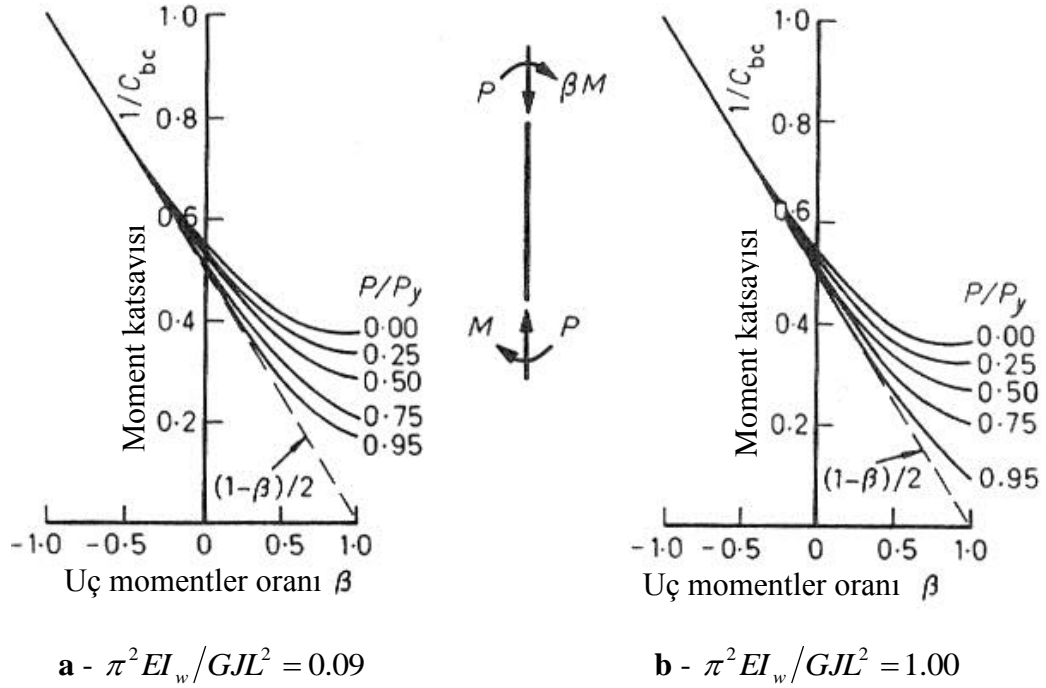 1.0
1/C_bc
0.8
0.6
0.4
0.2
Moment katsayısı
P/P_y
0·00
0·25
0·50
0·75
0·95
(1-β)/2
-1.0 -0.5 0 0.5 1.0
Uç momentler oranı β
a - π²EI_w/GJL² = 0.09
P βM
M P
1.0
1/C_bc
0.8
0.6
0.4
0.2
Moment katsayısı
P/P_y
0·00
0·25
0·50
0·75
0.95
(1-β)/2
-1.0 -0.5 0 0.5 1.0
Uç momentler oranı β
b - π²EI_w/GJL² = 1.00